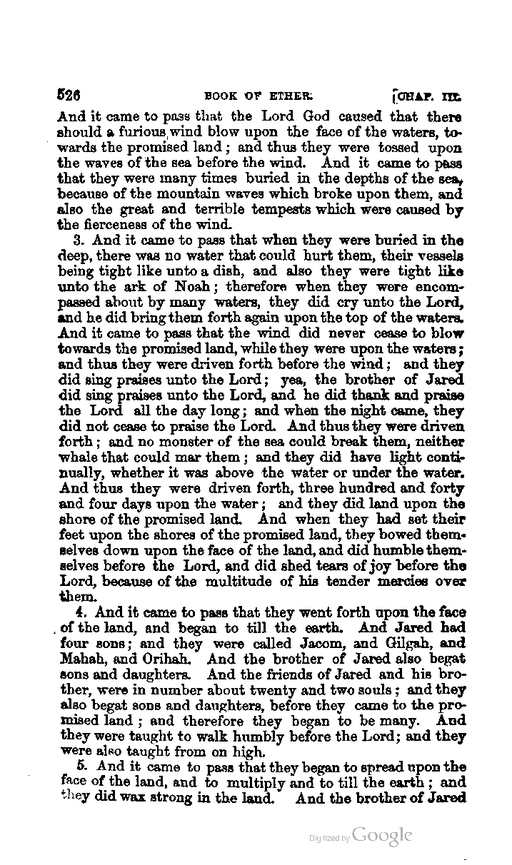 526 BOOK OF ETHER. [CHAP. III.
And it came to pass that the Lord God caused that there
should a furious wind blow upon the face of the waters, to-
wards the promised land; and thus they were tossed upon
the waves of the sea before the wind. And it came to pass
that they were many times buried in the depths of the sea,
because of the mountain waves which broke upon them, and
also the great and terrible tempests which were caused by
the fierceness of the wind.
3. And it came to pass that when they were buried in the
deep, there was no water that could hurt them, their vessels
being tight like unto a dish, and also they were tight like
unto the ark of Noah; therefore when they were encom-
passed about by many waters, they did cry unto the Lord,
and he did bring them forth again upon the top of the waters.
And it came to pass that the wind did never cease to blow
towards the promised land, while they were upon the waters;
and thus they were driven forth before the wind; and they
did sing praises unto the Lord; yea, the brother of Jared
did sing praises unto the Lord, and he did thank and praise
the Lord all the day long; and when the night came, they
did not cease to praise the Lord. And thus they were driven
forth; and no monster of the sea could break them, neither
whale that could mar them; and they did have light conti-
nually, whether it was above the water or under the water.
And thus they were driven forth, three hundred and forty
and four days upon the water; and they did land upon the
shore of the promised land. And when they had set their
feet upon the shores of the promised land, they bowed them-
selves down upon the face of the land, and did humble them-
selves before the Lord, and did shed tears of joy before the
Lord, because of the multitude of his tender mercies over
them.
4. And it came to pass that they went forth upon the face
of the land, and began to till the earth. And Jared had
four sons; and they were called Jacom, and Gilgah, and
Mahah, and Orihah. And the brother of Jared also begat
sons and daughters. And the friends of Jared and his bro-
ther, were in number about twenty and two souls; and they
also begat sons and daughters, before they came to the pro-
mised land; and therefore they began to be many. And
they were taught to walk humbly before the Lord; and they
were also taught from on high.
5. And it came to pass that they began to spread upon the
face of the land, and to multiply and to till the earth; and
they did wax strong in the land. And the brother of Jared
Digitized by Google